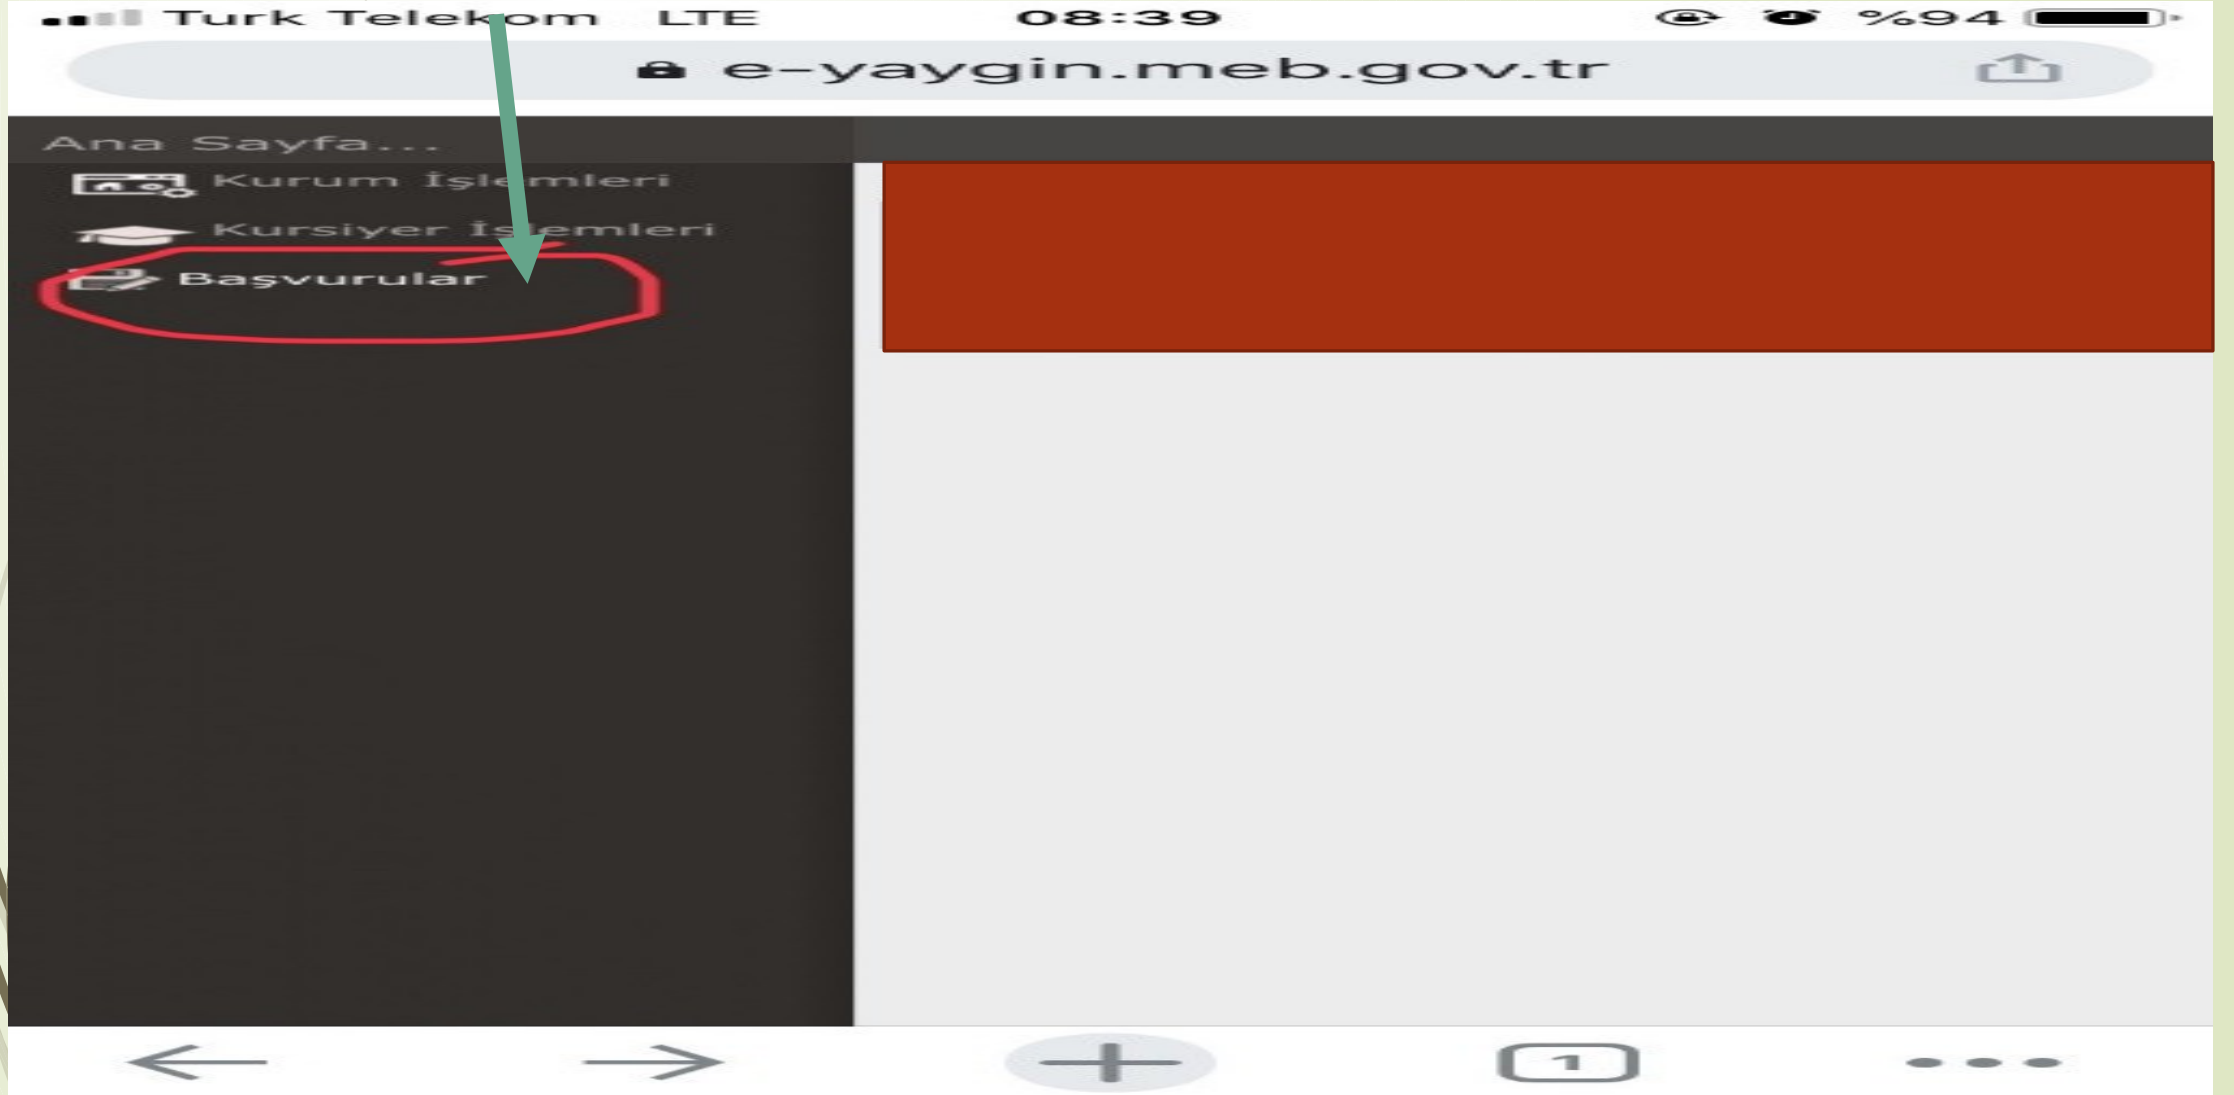 Turk Telekom LTE 08:39 %94
e-yaygin.meb.gov.tr
Ana Sayfa...
Kurum İşlemleri
Kursiyer İşlemleri
Başvurular
1